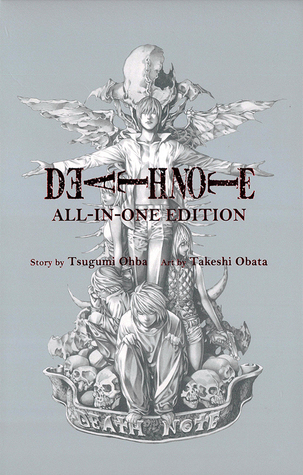 DEATH NOTE
ALL-IN-ONE EDITION
Story by Tsugumi Ohba Art by Takeshi Obata
DEATH NOTE